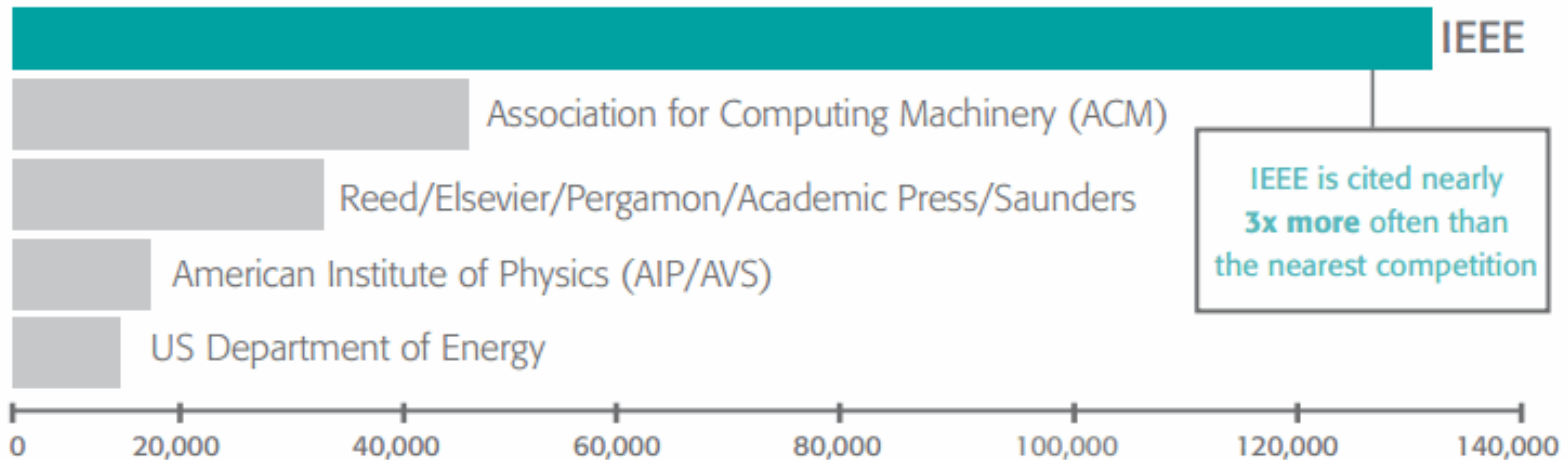 IEEE
Association for Computing Machinery (ACM)
Reed/Elsevier/Pergamon/Academic Press/Saunders
American Institute of Physics (AIP/AVS)
US Department of Energy
IEEE is cited nearly
3x more often than
the nearest competition
0 20,000 40,000 60,000 80,000 100,000 120,000 140,000